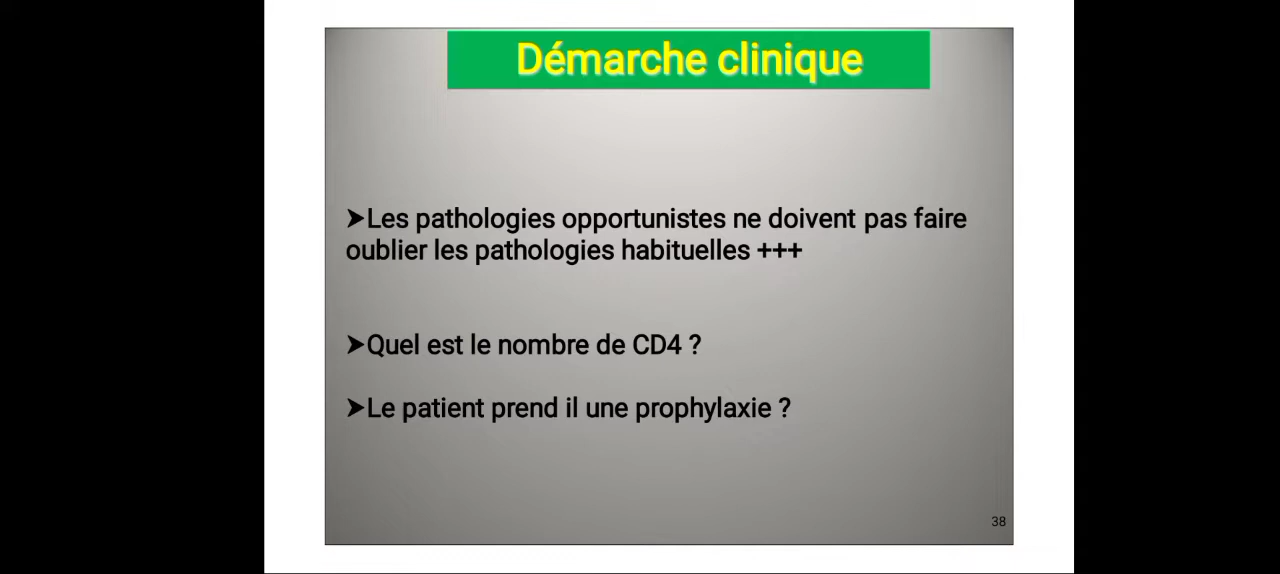 Démarche clinique
➤Les pathologies opportunistes ne doivent pas faire
oublier les pathologies habituelles +++
➤Quel est le nombre de CD4 ?
➤Le patient prend il une prophylaxie ?
38